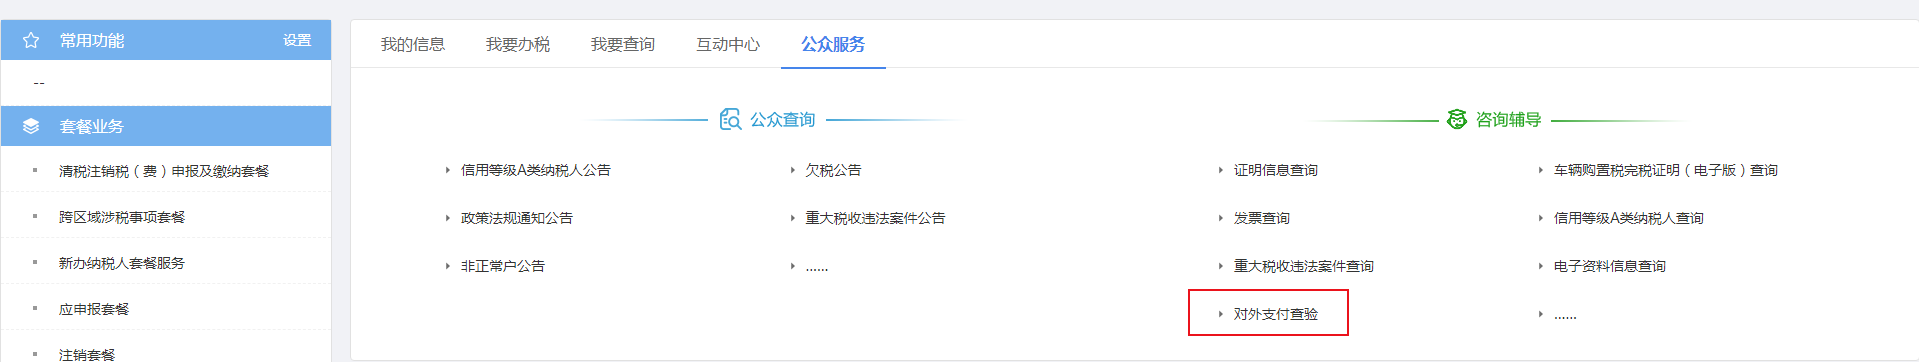 常用功能 设置
--
套餐业务
清税注销税（费）申报及缴纳套餐
跨区域涉税事项套餐
新办纳税人套餐服务
应申报套餐
注销套餐
我的信息 我要办税 我要查询 互动中心 公众服务
公众查询
信用等级A类纳税人公告 欠税公告
政策法规通知公告 重大税收违法案件公告
非正常户公告 ......
咨询辅导
证明信息查询 车辆购置税完税证明（电子版）查询
发票查询 信用等级A类纳税人查询
重大税收违法案件查询 电子资料信息查询
对外支付查验 ......